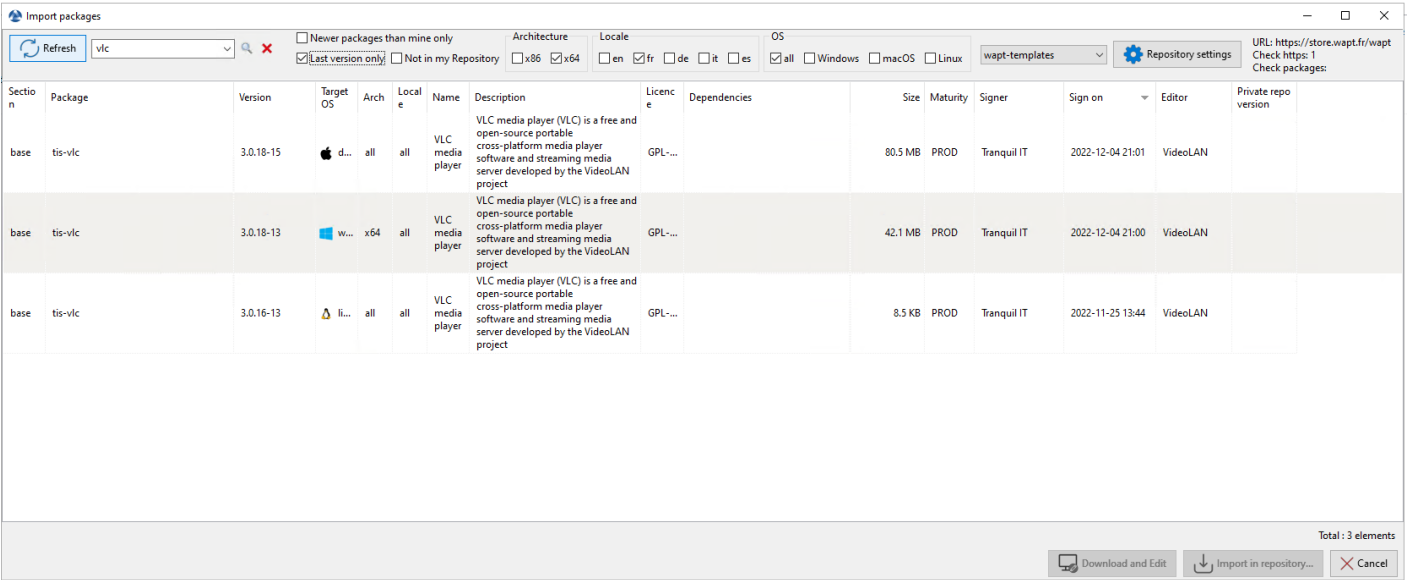 Import packages
Refresh
vlc
Newer packages than mine only
Last version only
Not in my Repository
Architecture
x86
x64
Locale
en
fr
de
it
es
OS
all
Windows
macOS
Linux
wapt-templates
Repository settings
URL: https://store.wapt.fr/wapt
Check https: 1
Check packages:
Sectio
n
Package
Version
Target
OS
Arch
Local
e
Name
Description
Licenc
e
Dependencies
Size
Maturity
Signer
Sign on
Editor
Private repo
version
base
tis-vlc
3.0.18-15
d...
all
all
VLC
media
player
VLC media player (VLC) is a free and
open-source portable
cross-platform media player
software and streaming media
server developed by the VideoLAN
project
GPL-...
80.5 MB
PROD
Tranquil IT
2022-12-04 21:01
VideoLAN
base
tis-vlc
3.0.18-13
w...
x64
all
VLC
media
player
VLC media player (VLC) is a free and
open-source portable
cross-platform media player
software and streaming media
server developed by the VideoLAN
project
GPL-...
42.1 MB
PROD
Tranquil IT
2022-12-04 21:00
VideoLAN
base
tis-vlc
3.0.16-13
li...
all
all
VLC
media
player
VLC media player (VLC) is a free and
open-source portable
cross-platform media player
software and streaming media
server developed by the VideoLAN
project
GPL-...
8.5 KB
PROD
Tranquil IT
2022-11-25 13:44
VideoLAN
Total : 3 elements
Download and Edit
Import in repository...
Cancel